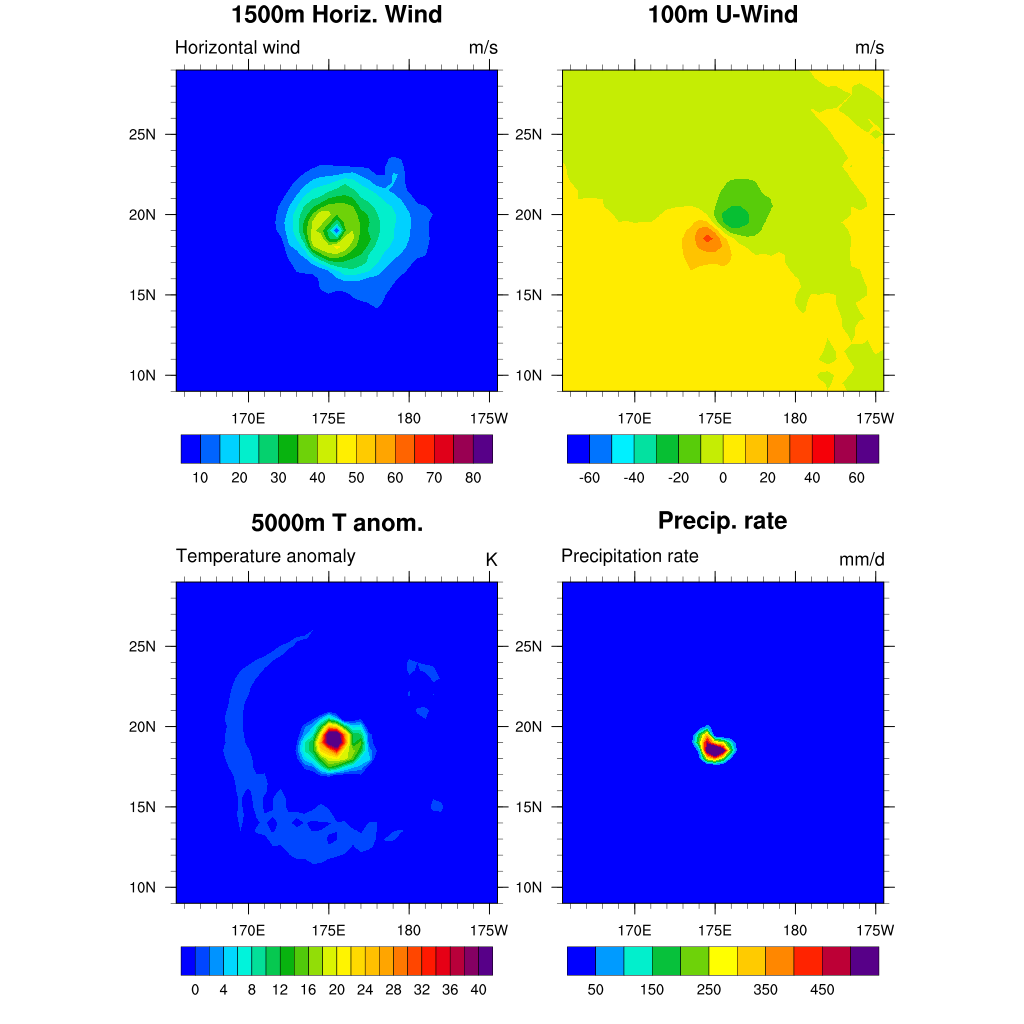 1500m Horiz. Wind
Horizontal wind m/s
25N
20N
15N
10N
170E 175E 180 175W
10 20 30 40 50 60 70 80
100m U-Wind
m/s
25N
20N
15N
10N
170E 175E 180 175W
-60 -40 -20 0 20 40 60
5000m T anom.
Temperature anomaly K
25N
20N
15N
10N
170E 175E 180 175W
0 4 8 12 16 20 24 28 32 36 40
Precip. rate
Precipitation rate mm/d
25N
20N
15N
10N
170E 175E 180 175W
50 150 250 350 450